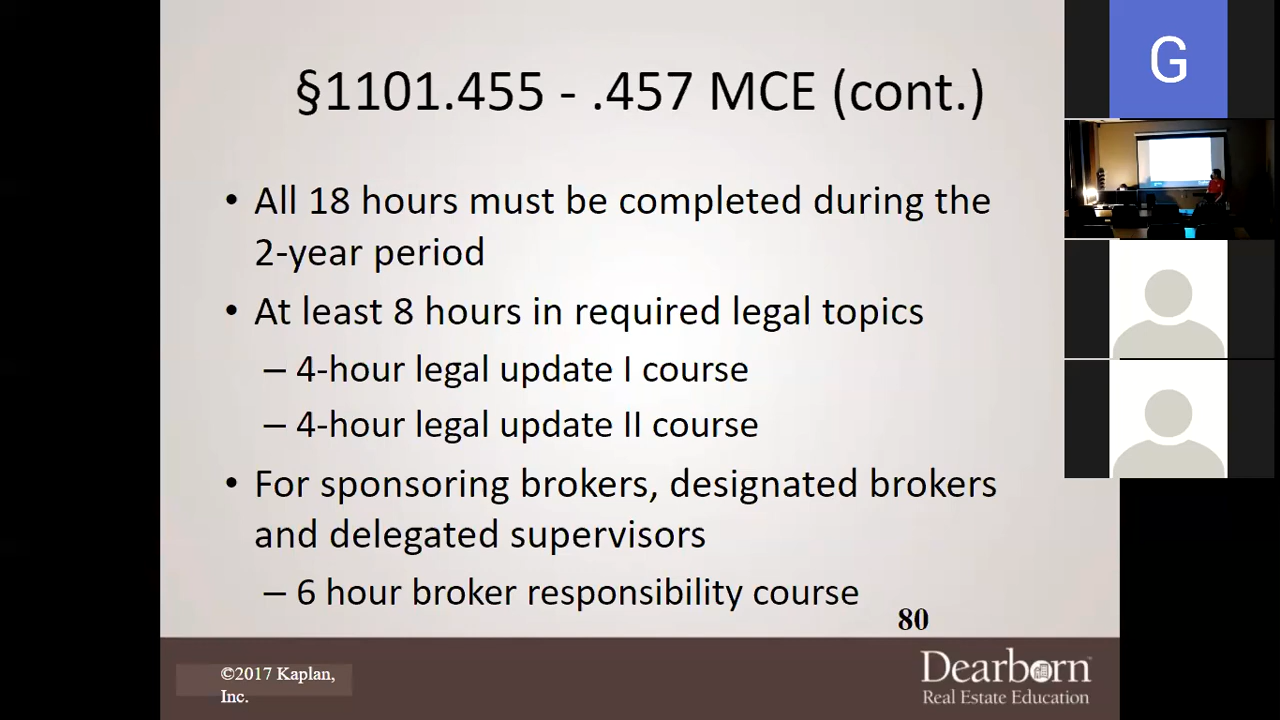 §1101.455 - .457 MCE (cont.)
• All 18 hours must be completed during the
2-year period
• At least 8 hours in required legal topics
– 4-hour legal update I course
– 4-hour legal update II course
• For sponsoring brokers, designated brokers
and delegated supervisors
– 6 hour broker responsibility course
80
©2017 Kaplan,
Inc.
Dearborn™
Real Estate Education
G